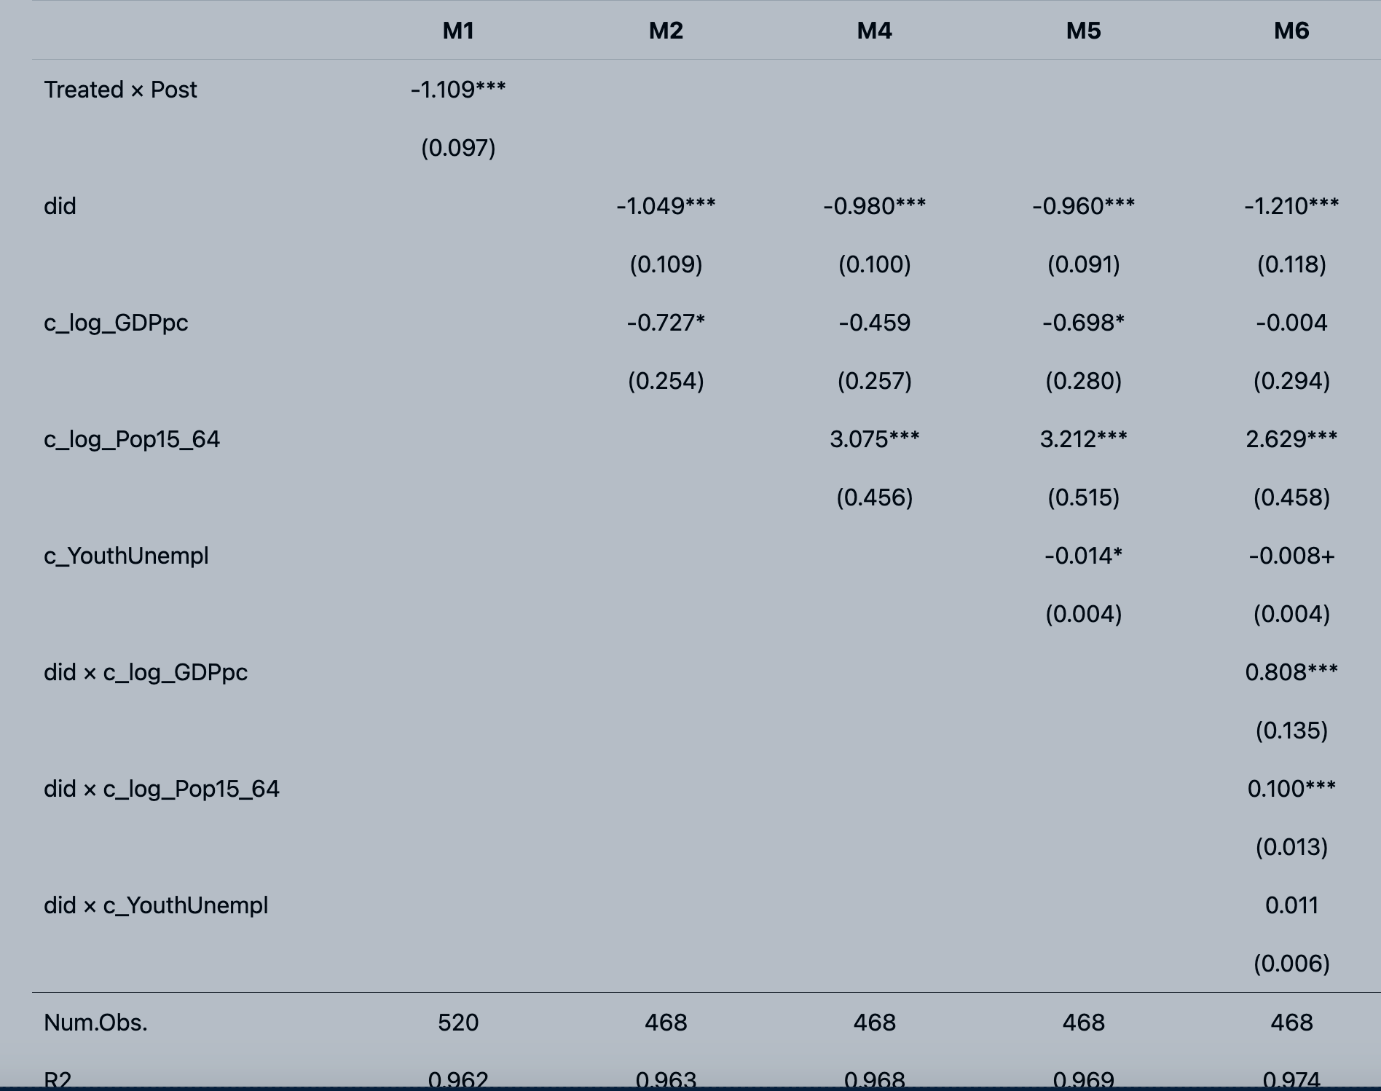 M1 M2 M4 M5 M6
Treated × Post -1.109***
(0.097)
did -1.049*** -0.980*** -0.960*** -1.210***
(0.109) (0.100) (0.091) (0.118)
c_log_GDPpc -0.727* -0.459 -0.698* -0.004
(0.254) (0.257) (0.280) (0.294)
c_log_Pop15_64 3.075*** 3.212*** 2.629***
(0.456) (0.515) (0.458)
c_YouthUnempl -0.014* -0.008+
(0.004) (0.004)
did × c_log_GDPpc 0.808***
(0.135)
did × c_log_Pop15_64 0.100***
(0.013)
did × c_YouthUnempl 0.011
(0.006)
Num.Obs. 520 468 468 468 468
R2 0.962 0.963 0.968 0.969 0.974